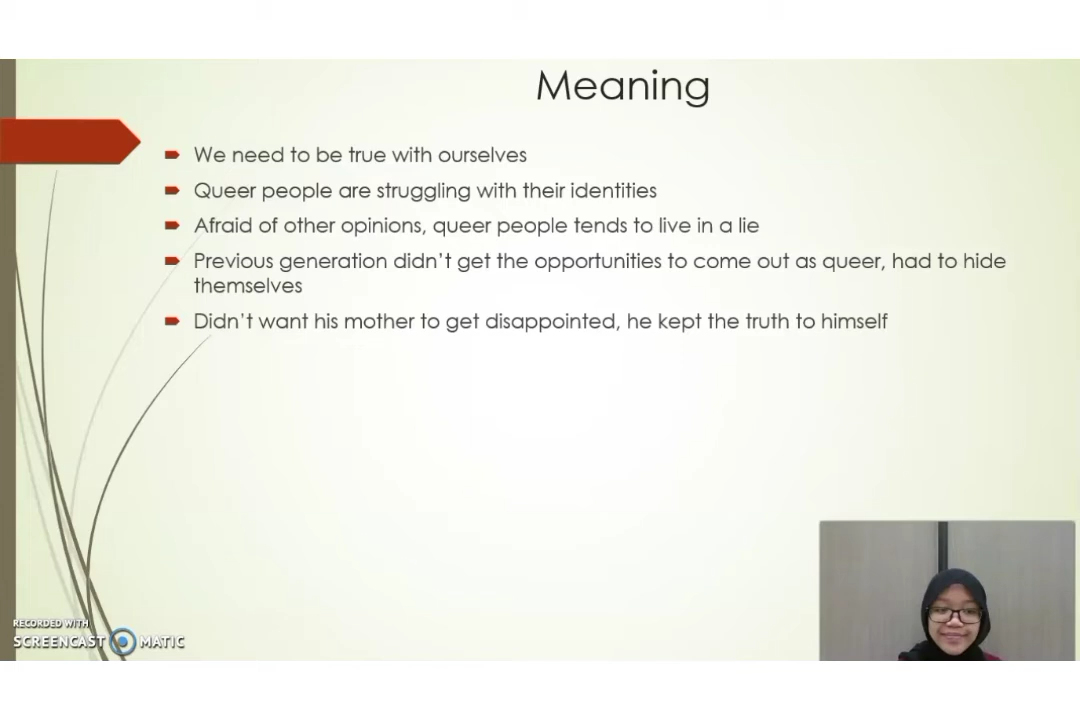 Meaning
We need to be true with ourselves
Queer people are struggling with their identities
Afraid of other opinions, queer people tends to live in a lie
Previous generation didn't get the opportunities to come out as queer, had to hide
themselves
Didn't want his mother to get disappointed, he kept the truth to himself
RECORDED WITH
SCREENCAST MATIC